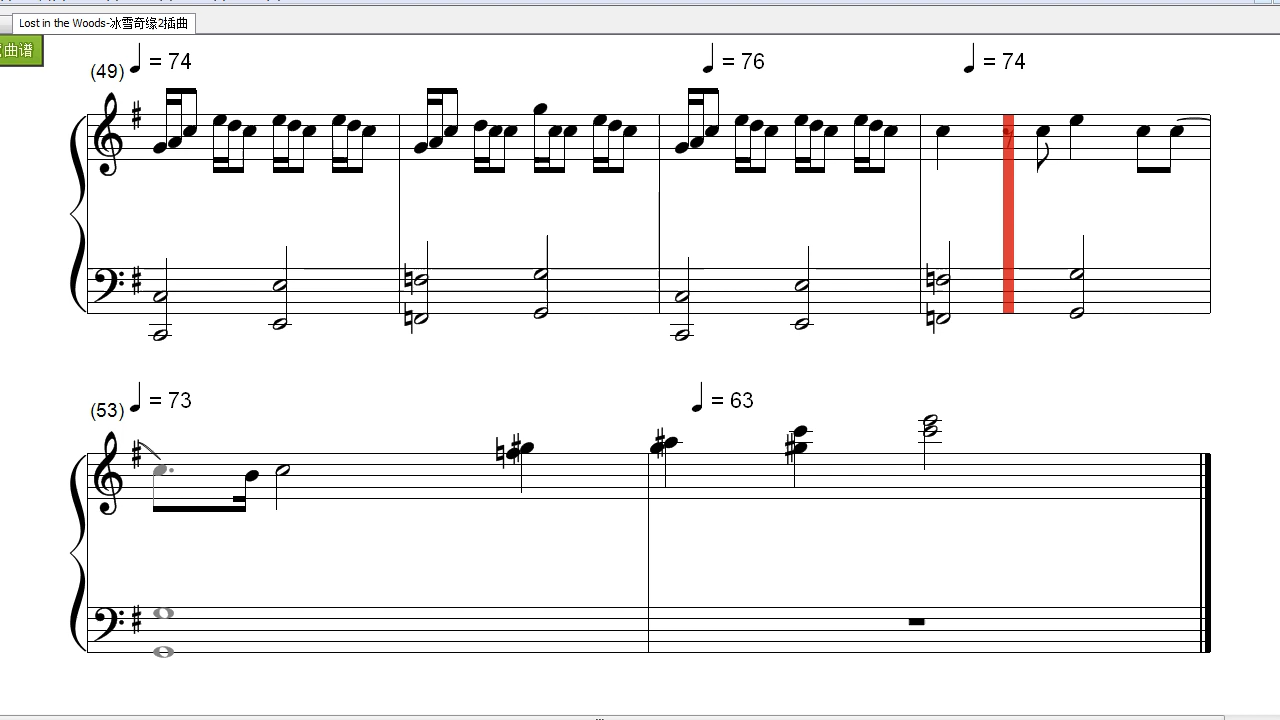 Lost in the Woods-冰雪奇缘2插曲
曲谱
(49) = 74
= 76
= 74
(53) = 73
= 63